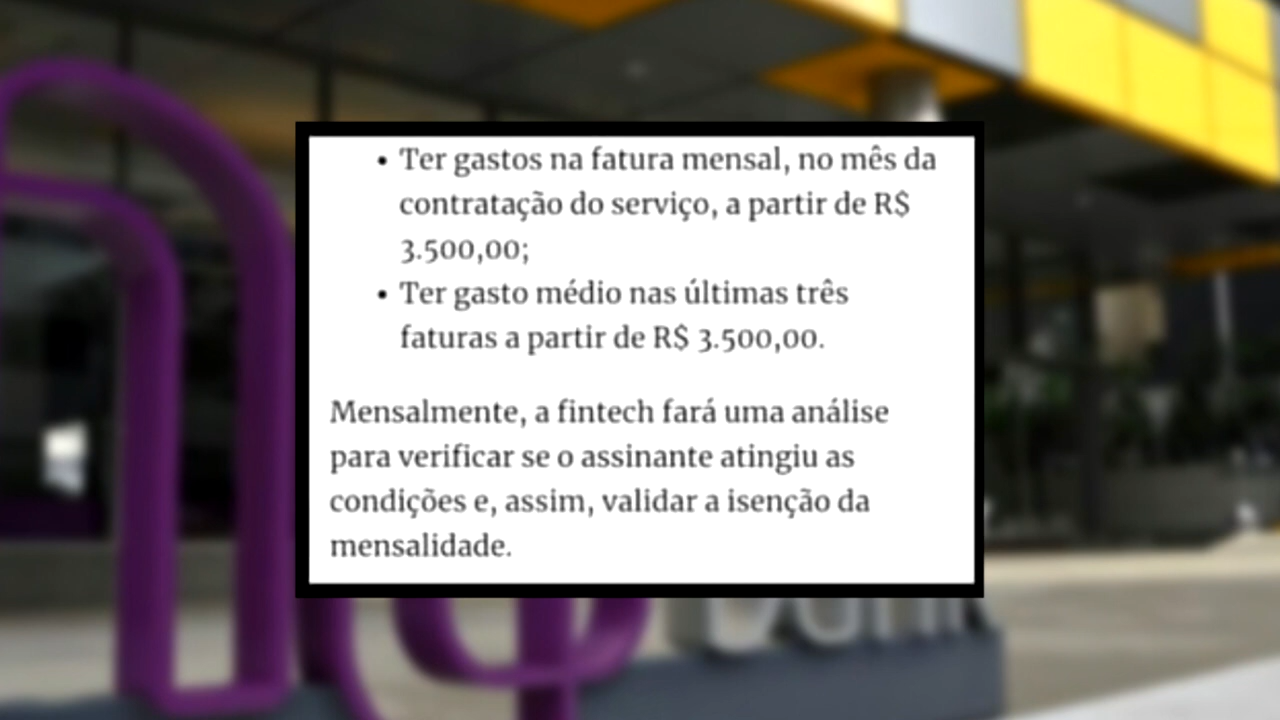 • Ter gastos na fatura mensal, no mês da
contratação do serviço, a partir de R$
3.500,00;
• Ter gasto médio nas últimas três
faturas a partir de R$ 3.500,00.
Mensalmente, a fintech fará uma análise
para verificar se o assinante atingiu as
condições e, assim, validar a isenção da
mensalidade.